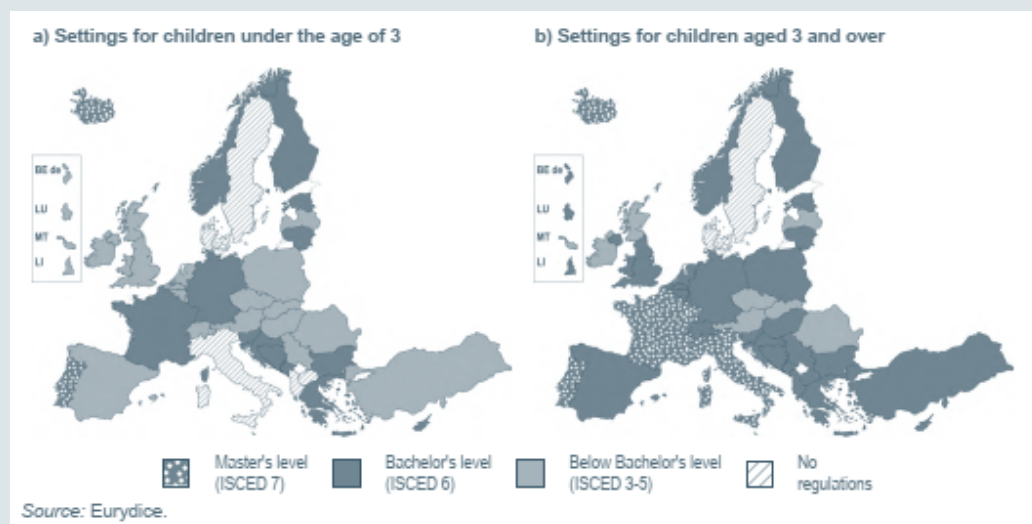 a) Settings for children under the age of 3
b) Settings for children aged 3 and over
BE de
LU
MT
LI
BE de
LU
MT
LI
Master's level
(ISCED 7)
Bachelor's level
(ISCED 6)
Below Bachelor's level
(ISCED 3-5)
No
regulations
Source: Eurydice.